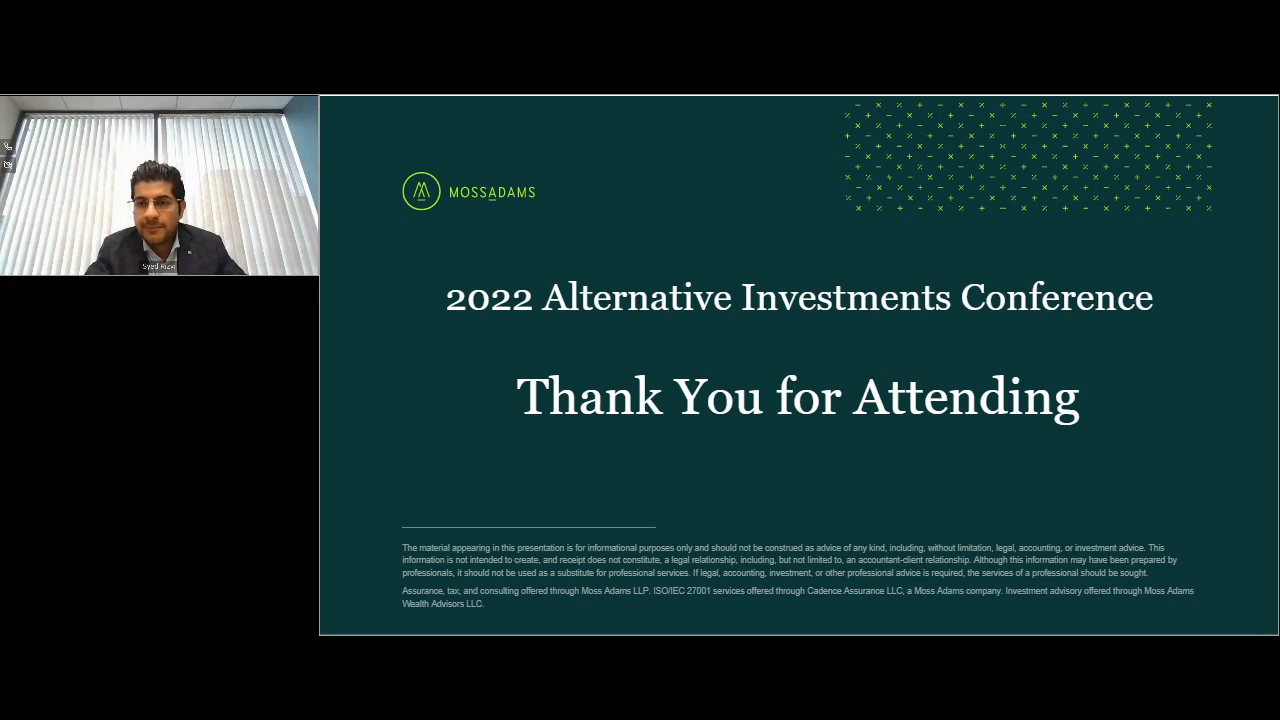 Syed Rizvi
MOSSADAMS
2022 Alternative Investments Conference
Thank You for Attending
The material appearing in this presentation is for informational purposes only and should not be construed as advice of any kind, including, without limitation, legal, accounting, or investment advice. This
information is not intended to create, and receipt does not constitute, a legal relationship, including, but not limited to, an accountant-client relationship. Although this information may have been prepared by
professionals, it should not be used as a substitute for professional services. If legal, accounting, investment, or other professional advice is required, the services of a professional should be sought.
Assurance, tax, and consulting offered through Moss Adams LLP. ISO/IEC 27001 services offered through Cadence Assurance LLC, a Moss Adams company. Investment advisory offered through Moss Adams
Wealth Advisors LLC.